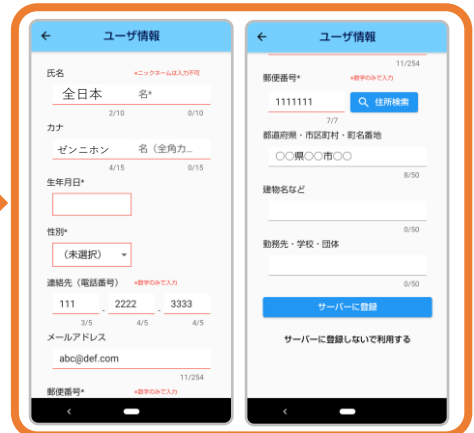 ← ユーザ情報
氏名 *ニックネームは入力不可
全日本 名*
2/10 0/10
カナ
ゼンニホン 名（全角カ...
4/15 0/15
生年月日*
性別*
（未選択）
連絡先（電話番号） *数字のみで入力
111 - 2222 - 3333
3/5 4/5 4/5
メールアドレス
abc@def.com
11/254
郵便番号* *数字のみで入力
← ユーザ情報
11/254
郵便番号* *数字のみで入力
1111111 住所検索
7/7
都道府県・市区町村・町名番地
○○県○○市○○
8/50
建物名など
0/50
勤務先・学校・団体
0/50
サーバーに登録
サーバーに登録しないで利用する